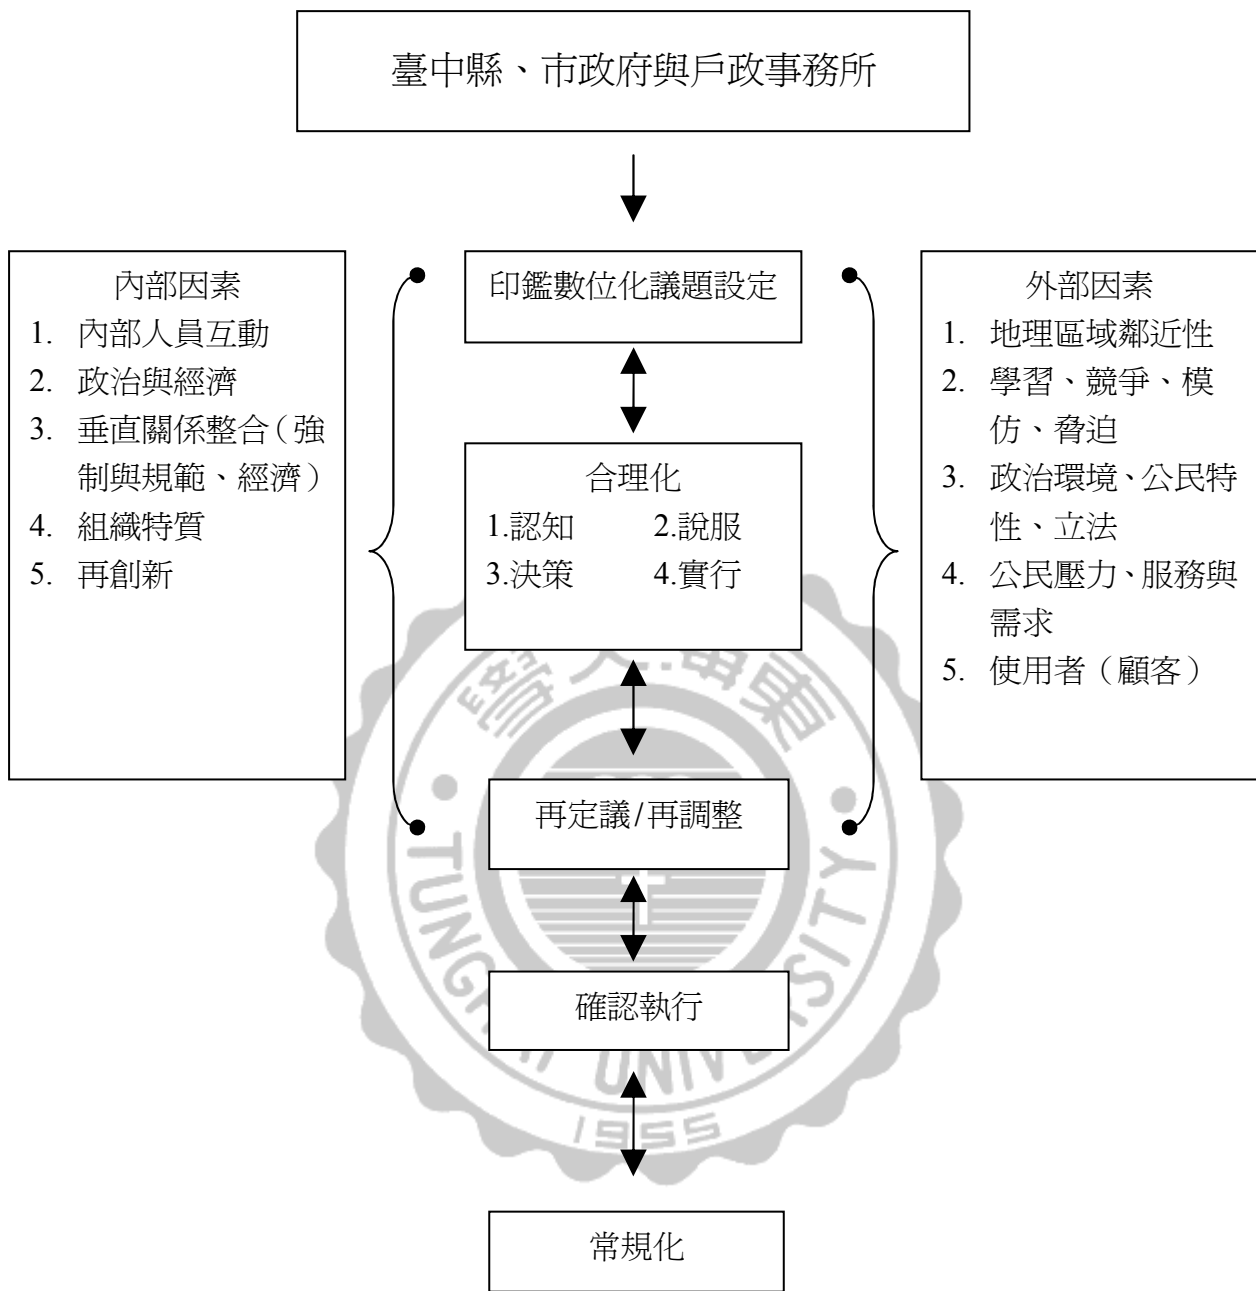 臺中縣、市政府與戶政事務所
內部因素
1. 內部人員互動
2. 政治與經濟
3. 垂直關係整合（強
制與規範、經濟）
4. 組織特質
5. 再創新
印鑑數位化議題設定
合理化
1.認知 2.說服
3.決策 4.實行
再定議/再調整
確認執行
常規化
外部因素
1. 地理區域鄰近性
2. 學習、競爭、模
仿、脅迫
3. 政治環境、公民特
性、立法
4. 公民壓力、服務與
需求
5. 使用者（顧客）
學大海東
TUNGHAI UNIVERSITY
1955